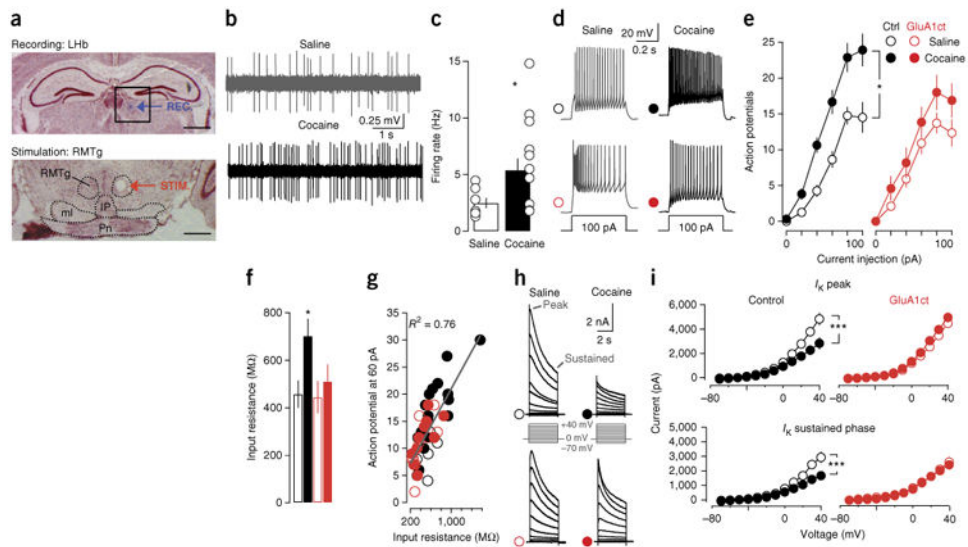 a
Recording: LHb
REC.
Stimulation: RMTg
RMTg
STIM.
ml
IP
Pn
b
Saline
Cocaine
0.25 mV
1 s
c
Firing rate (Hz)
15
10
5
0
*
Saline
Cocaine
d
20 mV
0.2 s
Saline
Cocaine
100 pA
100 pA
e
Ctrl GluA1ct
Saline
Cocaine
Action potentials
25
20
15
10
5
0
*
0 50 100 0 50 100
Current injection (pA)
f
Input resistance (MΩ)
800
600
400
200
0
*
g
R² = 0.76
Action potential at 60 pA
35
30
25
20
15
10
5
0
200 1,000
Input resistance (MΩ)
h
Saline
Cocaine
Peak
2 nA
2 s
Sustained
+40 mV
0 mV
−70 mV
i
IK peak
Control
GluA1ct
Current (pA)
6,000
4,000
2,000
0
***
−80 0 40 −80 0 40
IK sustained phase
5,000
4,000
3,000
2,000
1,000
0
***
−80 0 40 −80 0 40
Voltage (mV)